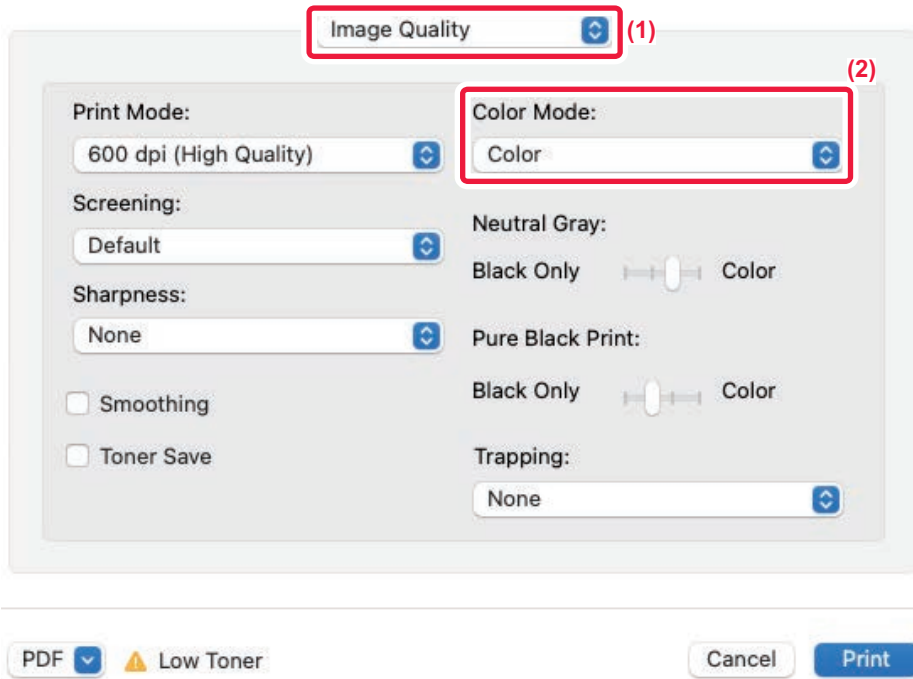 Image Quality (1)
(2)
Print Mode:
600 dpi (High Quality)
Screening:
Default
Sharpness:
None
Smoothing
Toner Save
Color Mode:
Color
Neutral Gray:
Black Only Color
Pure Black Print:
Black Only Color
Trapping:
None
PDF Low Toner Cancel Print